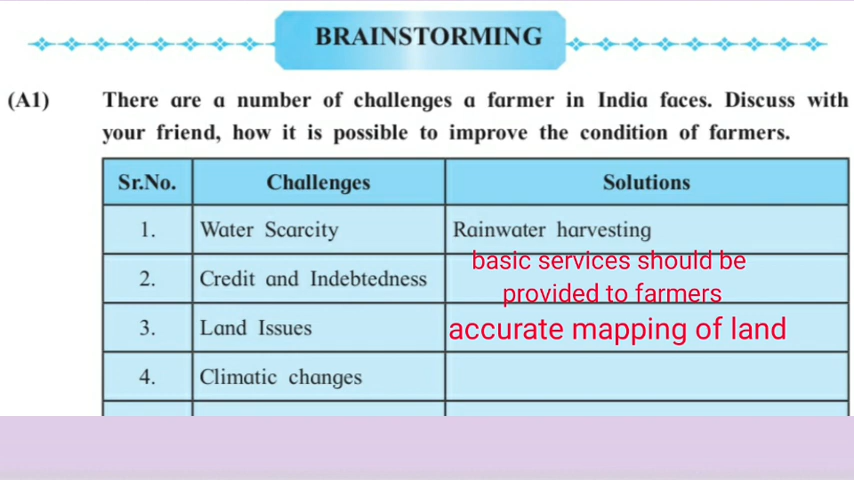 BRAINSTORMING
(A1) There are a number of challenges a farmer in India faces. Discuss with
your friend, how it is possible to improve the condition of farmers.
Sr.No. Challenges Solutions
1. Water Scarcity Rainwater harvesting
2. Credit and Indebtedness basic services should be
provided to farmers
3. Land Issues accurate mapping of land
4. Climatic changes